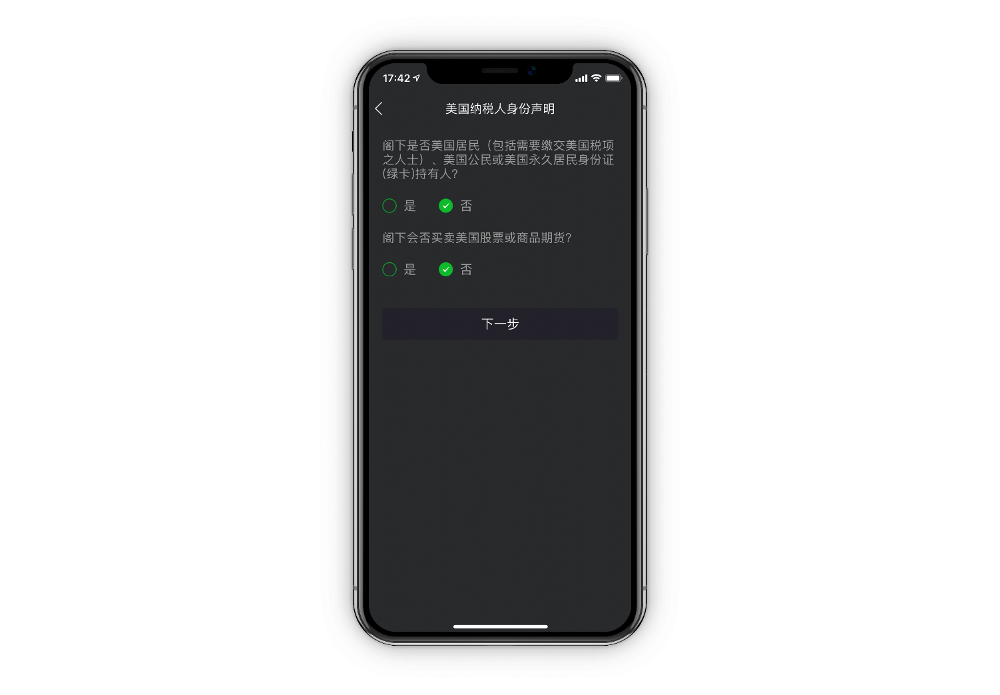 17:42
美国纳税人身份声明
阁下是否美国居民（包括需要缴交美国税项
之人士）、美国公民或美国永久居民身份证
(绿卡)持有人?
是 否
阁下会否买卖美国股票或商品期货?
是 否
下一步